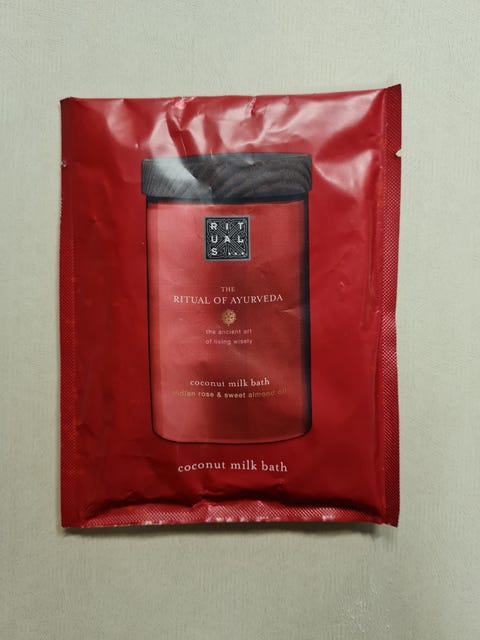 RIT
UAL
S...
THE
RITUAL OF AYURVEDA
the ancient art
of living wisely
coconut milk bath
indian rose & sweet almond oil
coconut milk bath